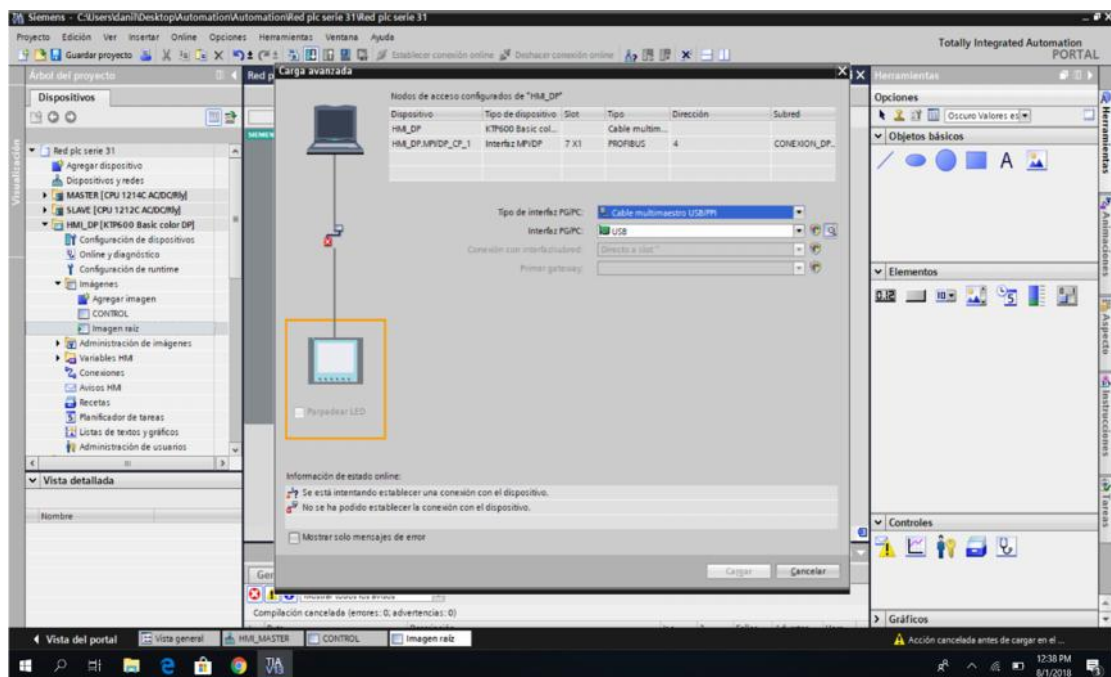 Siemens - C:\Users\danil\Desktop\Automation\Automation\Red plc serie 31\Red plc serie 31
Proyecto Edición Ver Insertar Online Opciones Herramientas Ventana Ayuda
Totally Integrated Automation
PORTAL
Guardar proyecto
Establecer conexión online
Deshacer conexión online
Árbol del proyecto
Red p
Carga avanzada
Herramientas
Dispositivos
Opciones
Oscuro Valores es
Visualización
Red plc serie 31
Agregar dispositivo
Dispositivos y redes
MASTER [CPU 1214C AC/DC/Rly]
SLAVE [CPU 1212C AC/DC/Rly]
HMI_DP [KTP600 Basic color DP]
Configuración de dispositivos
Online y diagnóstico
Configuración de runtime
Imágenes
Agregar imagen
CONTROL
Imagen raíz
Administración de imágenes
Variables HMI
Conexiones
Avisos HMI
Recetas
Planificador de tareas
Listas de textos y gráficos
Administración de usuarios
Vista detallada
Nombre
Nodos de acceso configurados de "HMI_DP"
Dispositivo Tipo de dispositivo Slot Tipo Dirección Subred
HMI_DP KTP600 Basic col... Cable multim...
HMI_DP.MPI/DP_CP_1 Interfaz MPI/DP 7 X1 PROFIBUS 4 CONEXION_DP..
Tipo de interfaz PG/PC: Cable multimaestro USB/PPI
Interfaz PG/PC: USB
Conexión con interfaz/subred: Directo a slot
Primer gateway:
Parpadear LED
Información de estado online:
Se está intentando establecer una conexión con el dispositivo.
No se ha podido establecer la conexión con el dispositivo.
Mostrar solo mensajes de error
Cargar
Cancelar
Objetos básicos
A
Elementos
0.12
10
5
Controles
Gráficos
Herramientas
Animaciones
Aspecto
Instrucciones
Tareas
Gen
Mostrar todos los avisos
Compilación cancelada (errores: 0; advertencias: 0)
Vista del portal
Vista general
HMI_MASTER
CONTROL
Imagen raíz
Acción cancelada antes de cargar en el ...
12:38 PM
8/1/2018